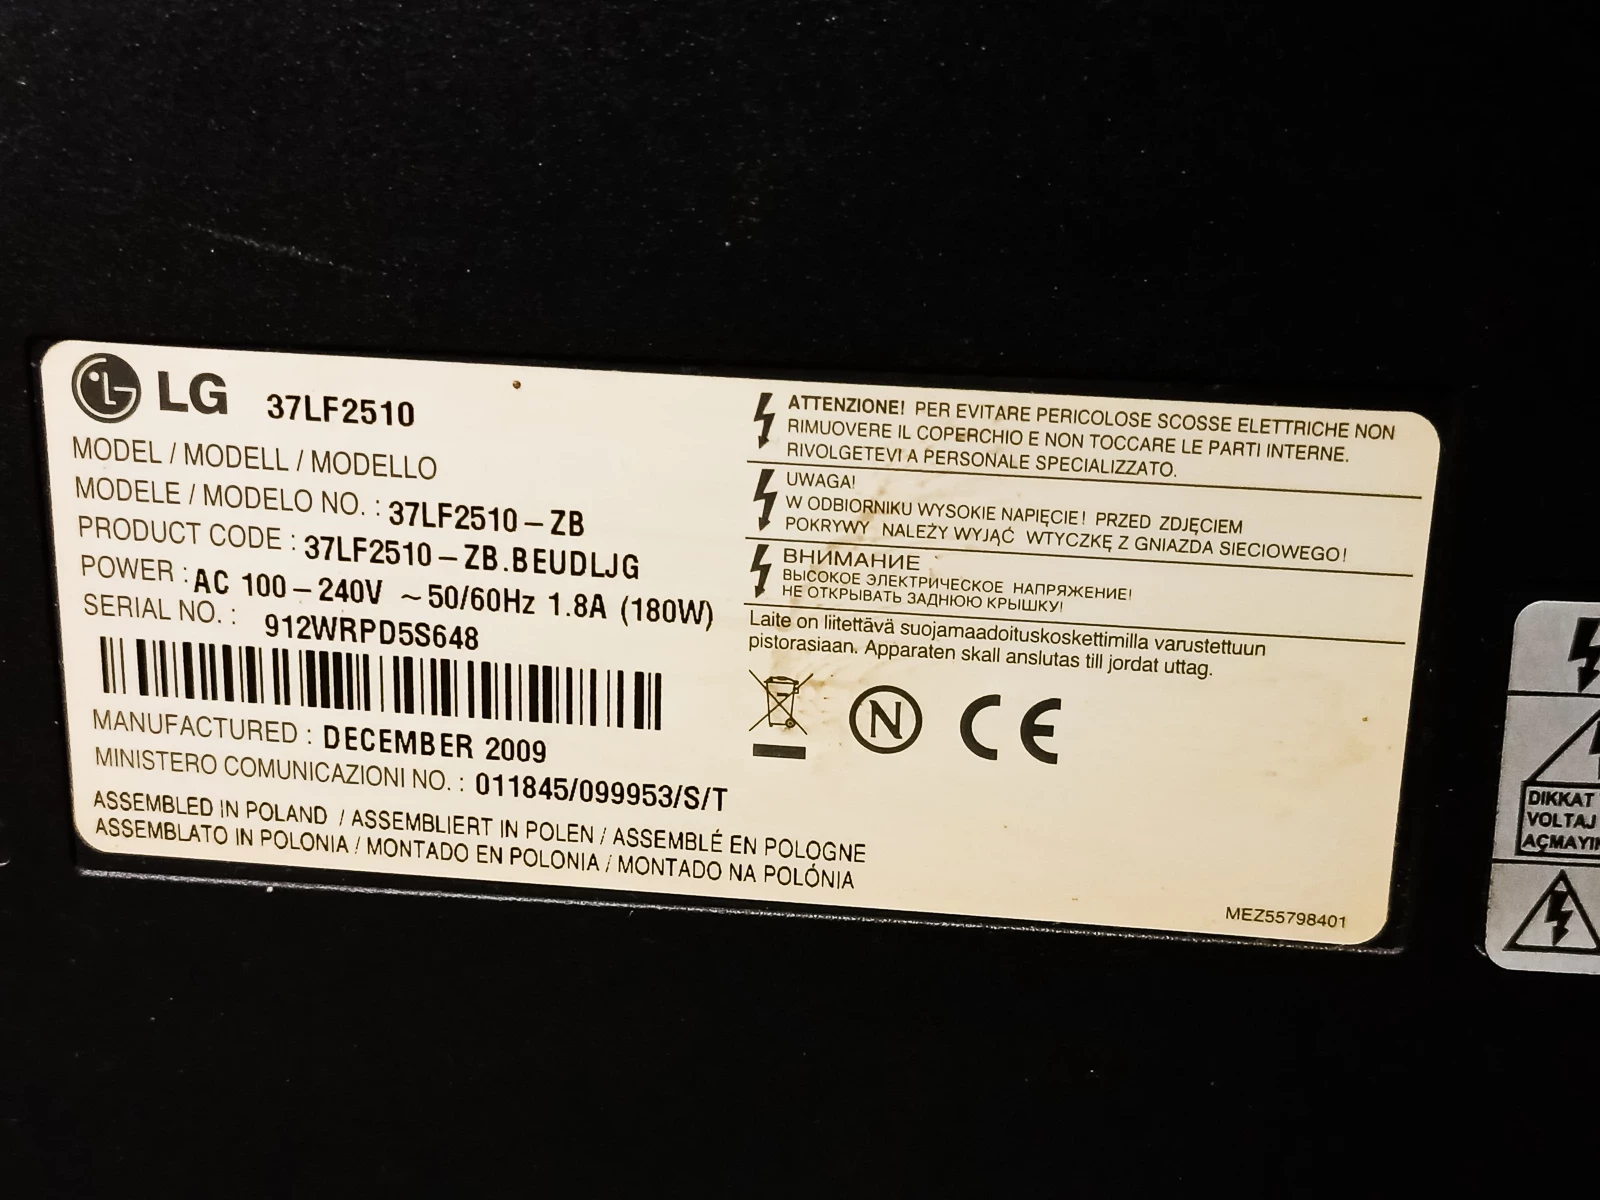 LG 37LF2510
MODEL / MODELL / MODELLO
MODELE / MODELO NO. : 37LF2510-ZB
PRODUCT CODE : 37LF2510-ZB.BEUDLJG
POWER : AC 100-240V ~50/60Hz 1.8A (180W)
SERIAL NO. : 912WRPD5S648
MANUFACTURED : DECEMBER 2009
MINISTERO COMUNICAZIONI NO. : 011845/099953/S/T
ASSEMBLED IN POLAND / ASSEMBLIERT IN POLEN / ASSEMBLÉ EN POLOGNE
ASSEMBLATO IN POLONIA / MONTADO EN POLONIA / MONTADO NA POLÓNIA
ATTENZIONE! PER EVITARE PERICOLOSE SCOSSE ELETTRICHE NON
RIMUOVERE IL COPERCHIO E NON TOCCARE LE PARTI INTERNE.
RIVOLGETEVI A PERSONALE SPECIALIZZATO.
UWAGA!
W ODBIORNIKU WYSOKIE NAPIĘCIE! PRZED ZDJĘCIEM
POKRYWY NALEŻY WYJĄĆ WTYCZKĘ Z GNIAZDA SIECIOWEGO!
ВНИМАНИЕ
ВЫСОКОЕ ЭЛЕКТРИЧЕСКОЕ НАПРЯЖЕНИЕ!
НЕ ОТКРЫВАТЬ ЗАДНЮЮ КРЫШКУ!
Laite on liitettävä suojamaadoituskoskettimilla varustettuun
pistorasiaan. Apparaten skall anslutas till jordat uttag.
N CE
MEZ55798401
DIKKAT
VOLTAJ